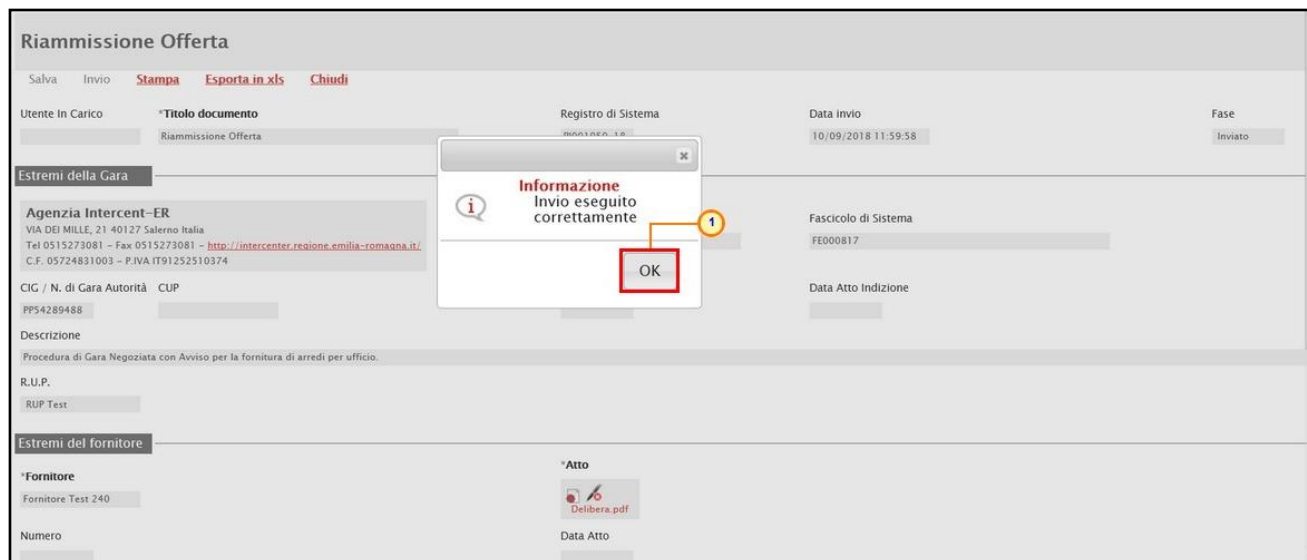 Riammissione Offerta
Salva Invio Stampa Esporta in xls Chiudi
Utente In Carico *Titolo documento Registro di Sistema Data invio Fase
Riammissione Offerta PI001050-18 10/09/2018 11:59:58 Inviato
Estremi della Gara
Informazione
Invio eseguito
correttamente
1
OK
Agenzia Intercent-ER
VIA DEI MILLE, 21 40127 Salerno Italia
Tel 0515273081 - Fax 0515273081 - http://intercenter.regione.emilia-romagna.it/
C.F. 05724831003 - P.IVA IT91252510374
Fascicolo di Sistema
FE000817
CIG / N. di Gara Autorità CUP Data Atto Indizione
PP54289488
Descrizione
Procedura di Gara Negoziata con Avviso per la fornitura di arredi per ufficio.
R.U.P.
RUP Test
Estremi del fornitore
*Fornitore *Atto
Fornitore Test 240
Delibera.pdf
Numero Data Atto